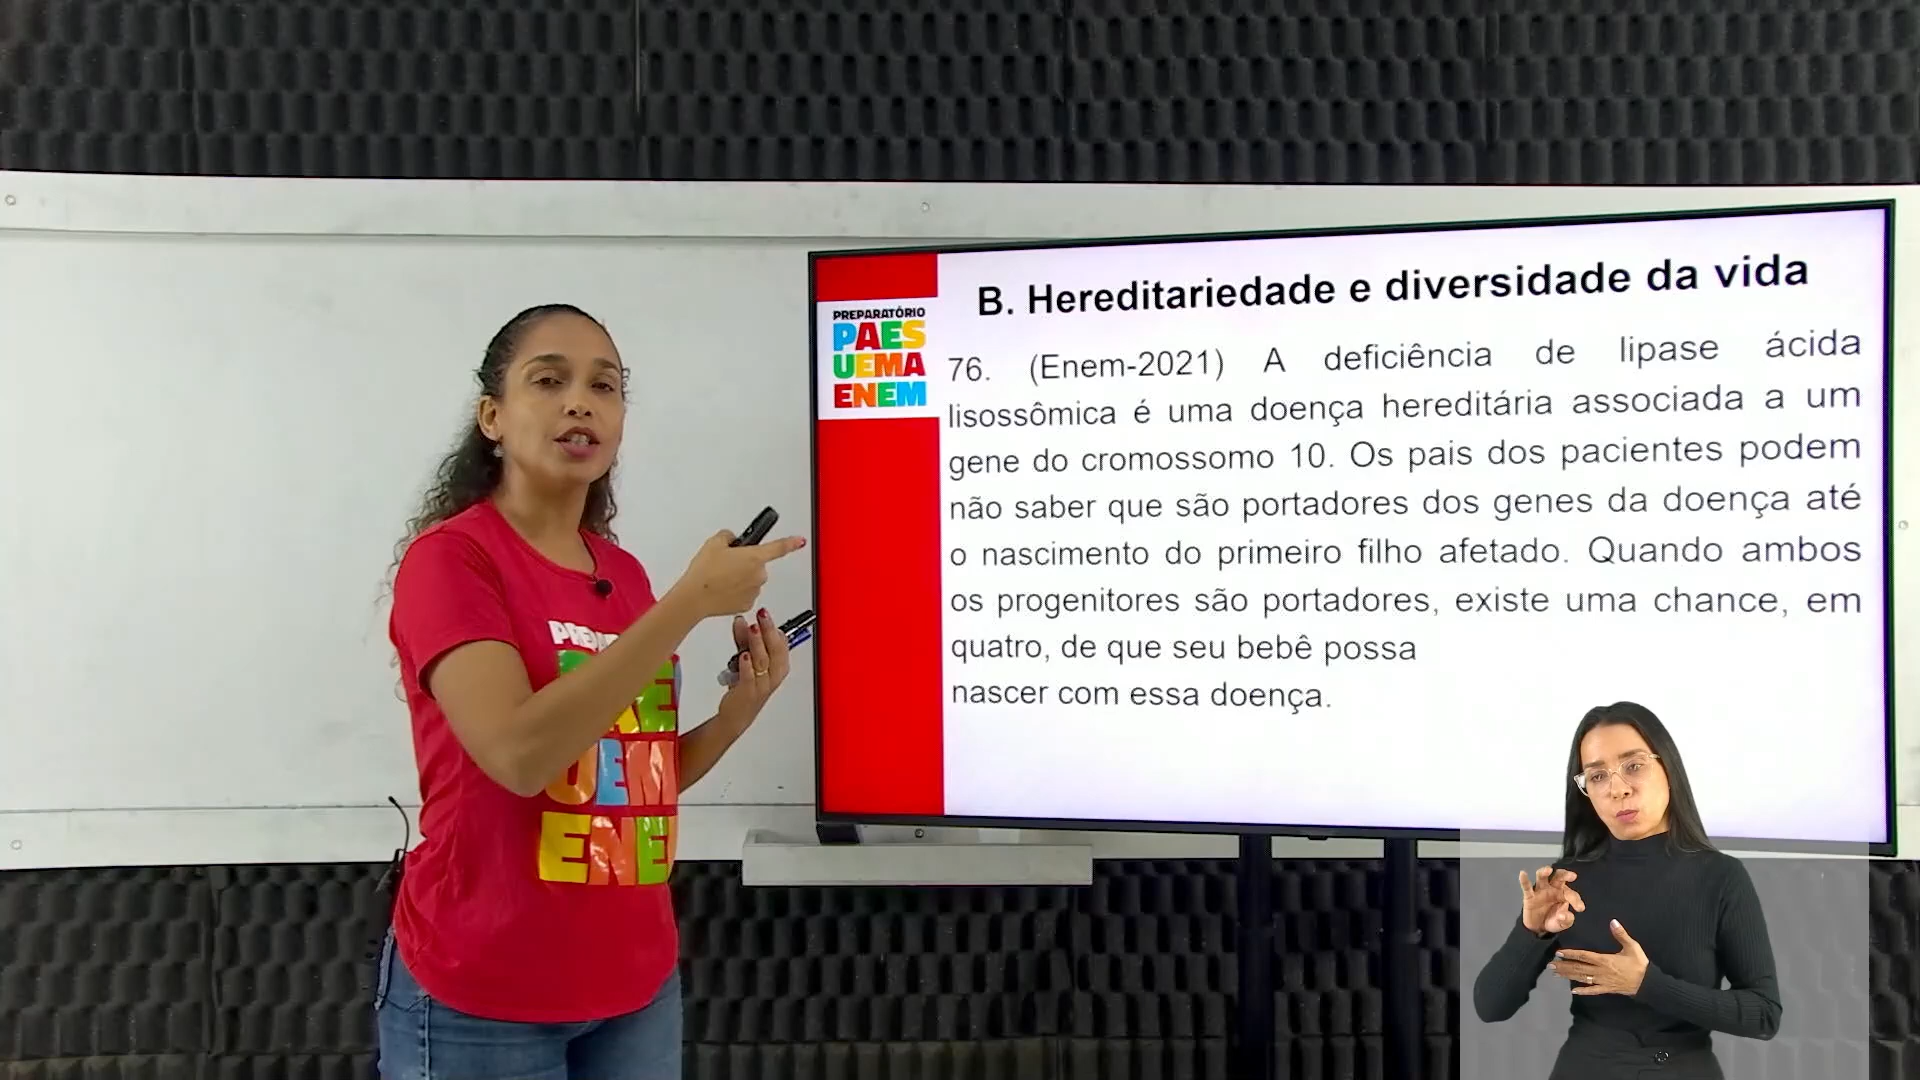 B. Hereditariedade e diversidade da vida
PREPARATÓRIO
PAES
UEMA
ENEM
76. (Enem-2021) A deficiência de lipase ácida
lisossômica é uma doença hereditária associada a um
gene do cromossomo 10. Os pais dos pacientes podem
não saber que são portadores dos genes da doença até
o nascimento do primeiro filho afetado. Quando ambos
os progenitores são portadores, existe uma chance, em
quatro, de que seu bebê possa
nascer com essa doença.